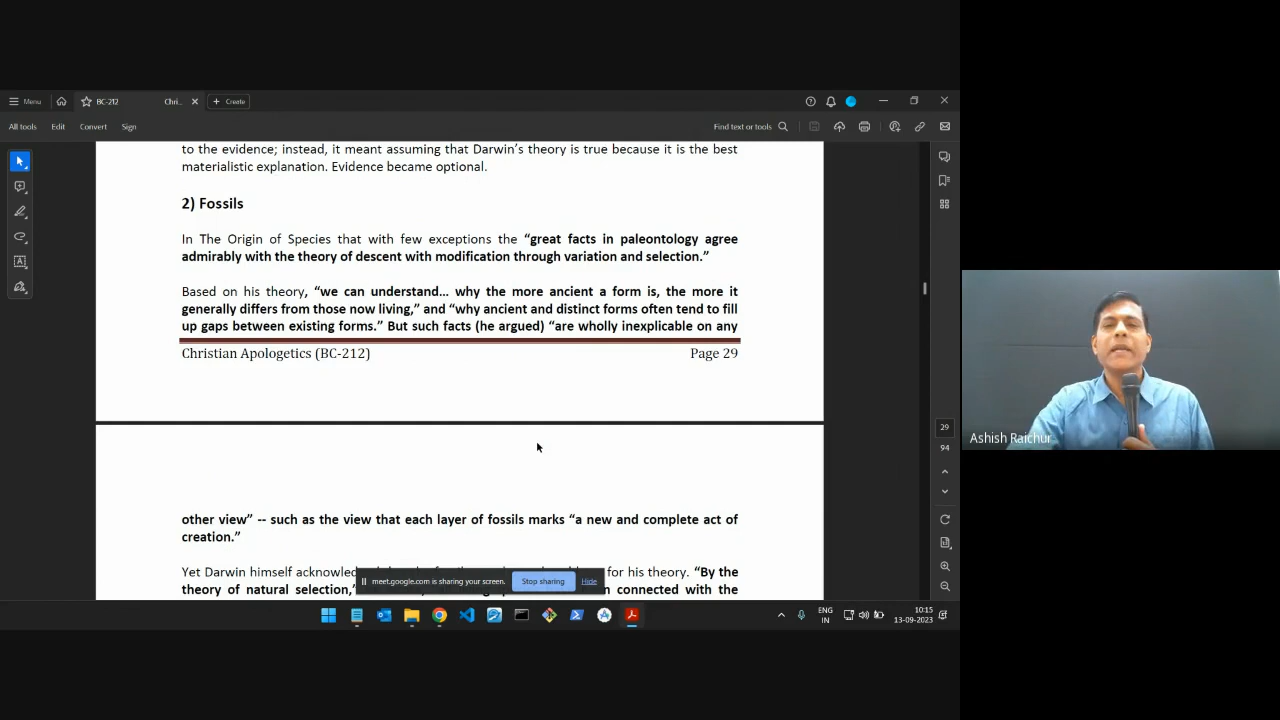 Menu
BC-212
Chri...
Create
All tools
Edit
Convert
Sign
Find text or tools
to the evidence; instead, it meant assuming that Darwin's theory is true because it is the best
materialistic explanation. Evidence became optional.
2) Fossils
In The Origin of Species that with few exceptions the “great facts in paleontology agree
admirably with the theory of descent with modification through variation and selection.”
Based on his theory, “we can understand... why the more ancient a form is, the more it
generally differs from those now living,” and “why ancient and distinct forms often tend to fill
up gaps between existing forms.” But such facts (he argued) “are wholly inexplicable on any
Christian Apologetics (BC-212)
Page 29
29
94
Ashish Raichur
other view” -- such as the view that each layer of fossils marks “a new and complete act of
creation.”
Yet Darwin himself for his theory. “By the
meet.google.com is sharing your screen.
Stop sharing
Hide
theory of natural selection, connected with the
ENG
IN
10:15
13-09-2023